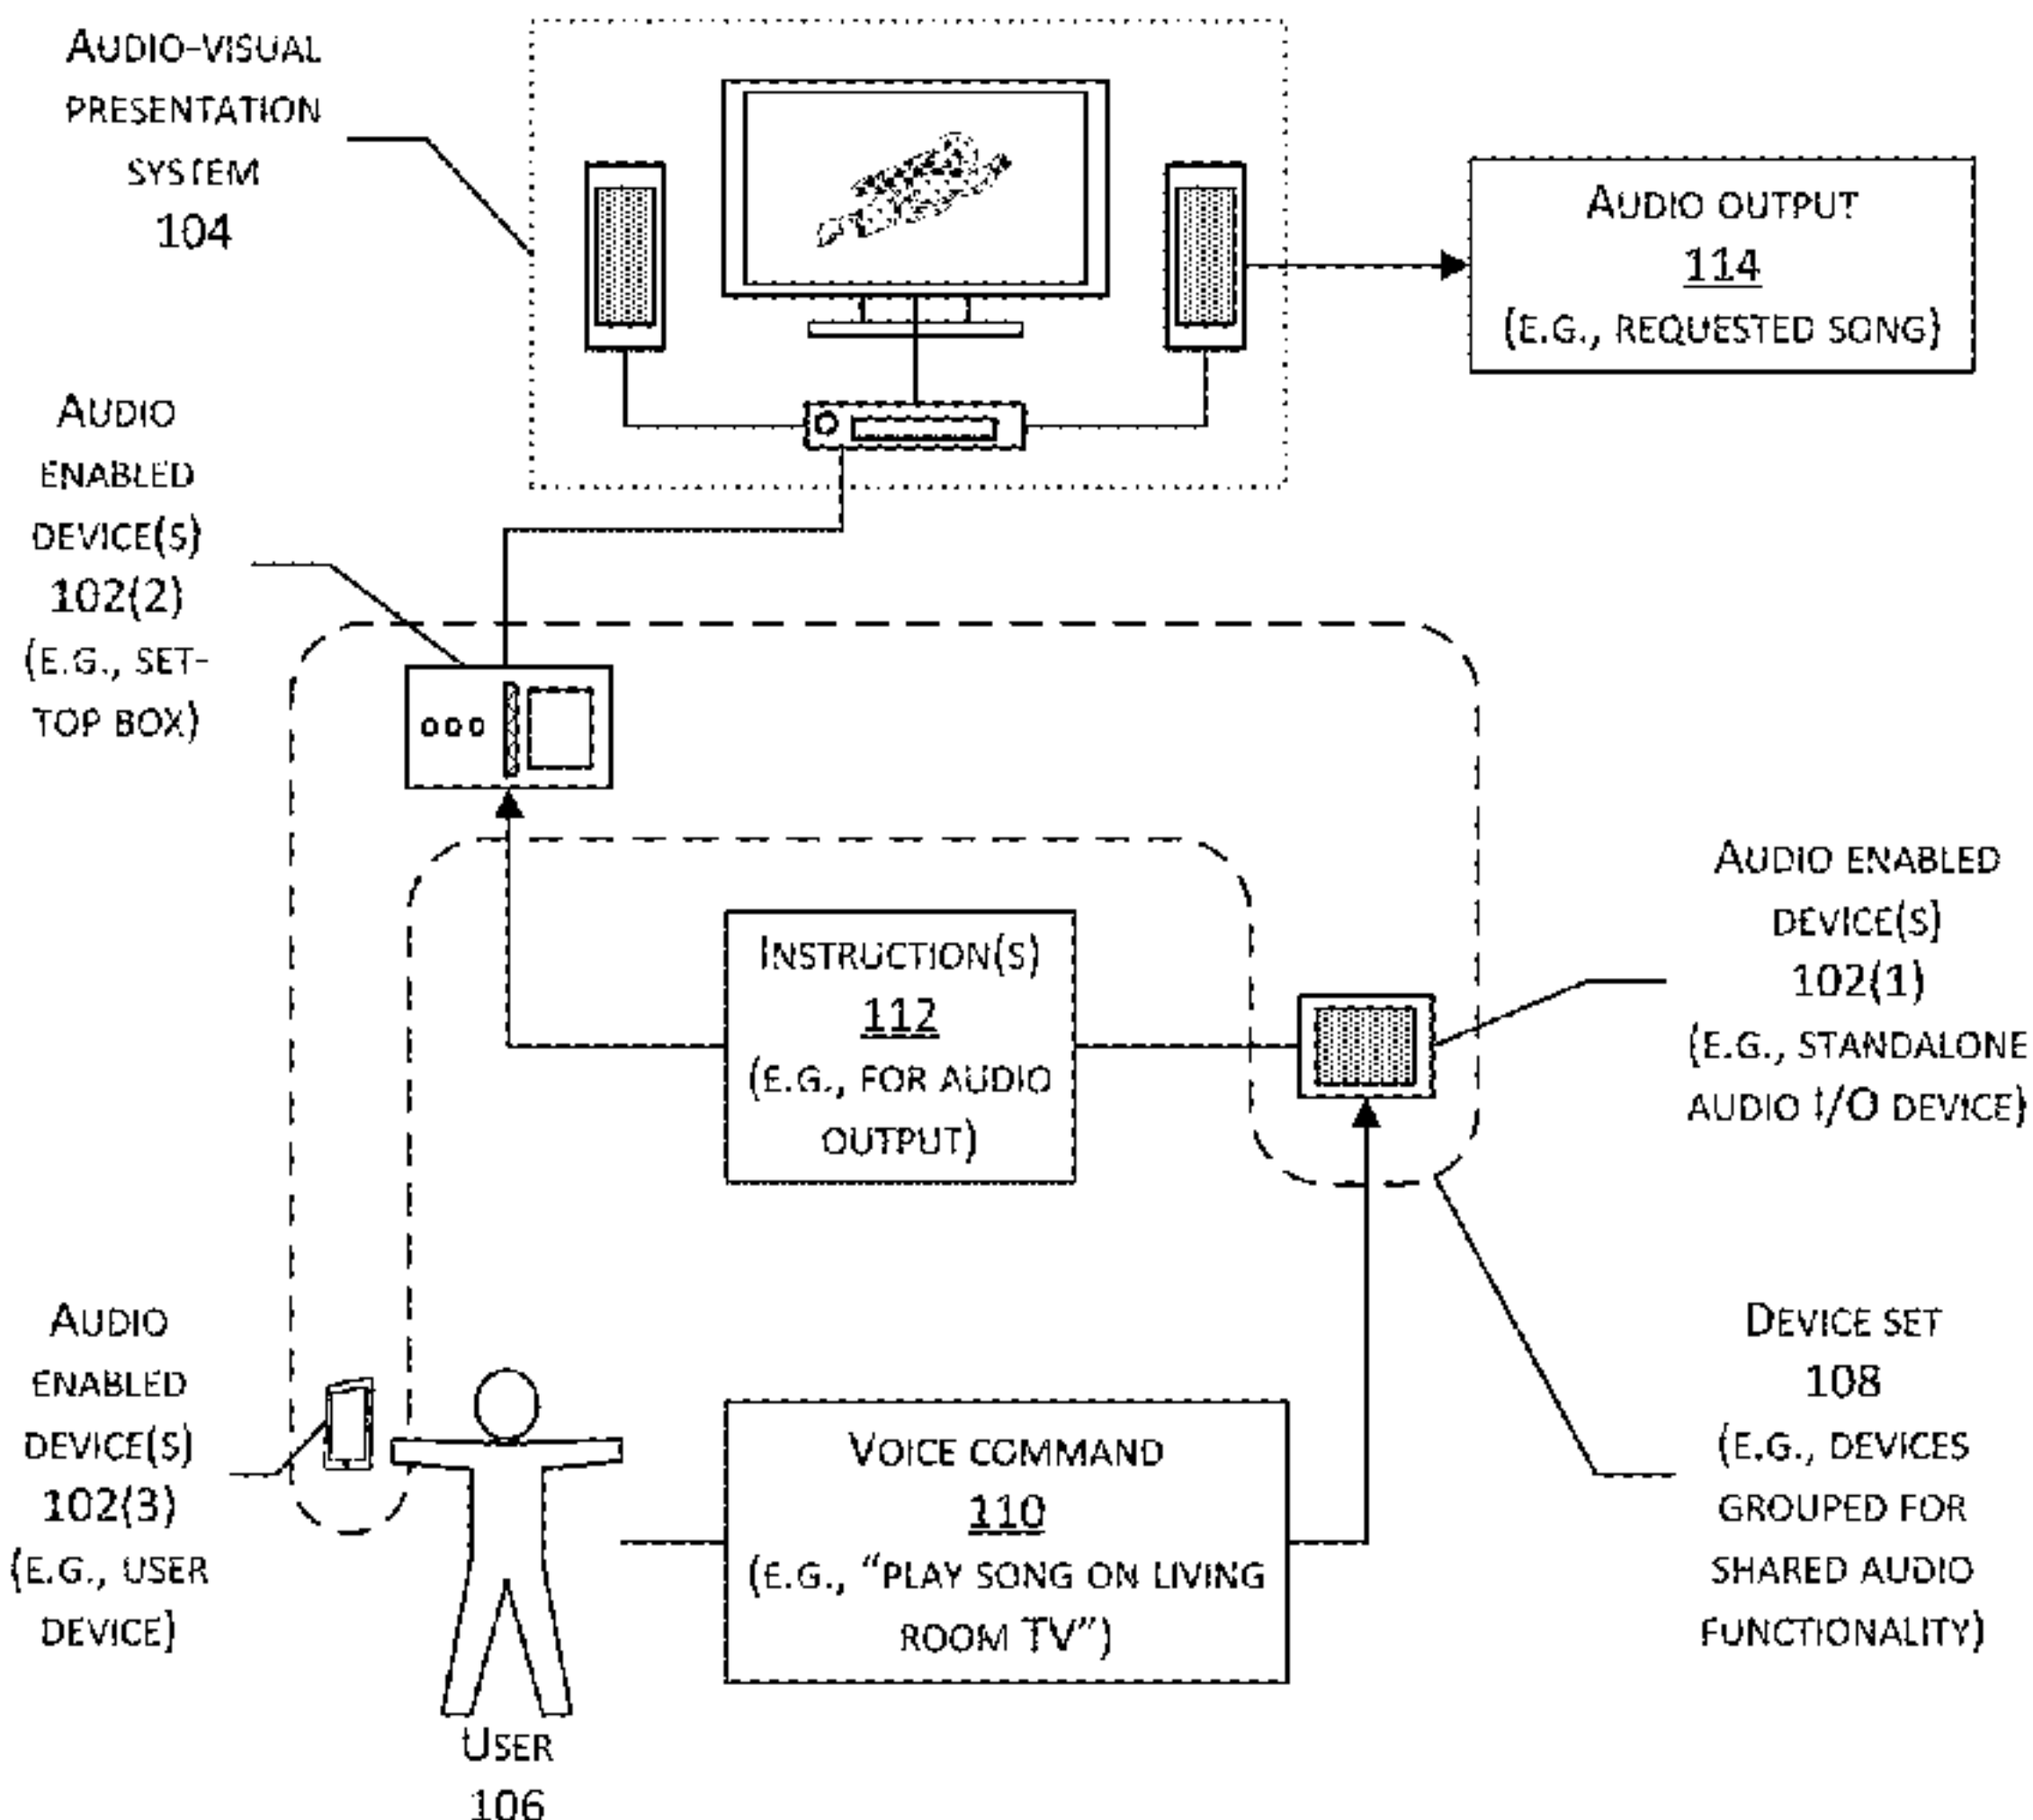 AUDIO-VISUAL
PRESENTATION
SYSTEM
104
AUDIO OUTPUT
114
(E.G., REQUESTED SONG)
AUDIO
ENABLED
DEVICE(S)
102(2)
(E.G., SET-
TOP BOX)
INSTRUCTION(S)
112
(E.G., FOR AUDIO
OUTPUT)
AUDIO ENABLED
DEVICE(S)
102(1)
(E.G., STANDALONE
AUDIO I/O DEVICE)
AUDIO
ENABLED
DEVICE(S)
102(3)
(E.G., USER
DEVICE)
VOICE COMMAND
110
(E.G., “PLAY SONG ON LIVING
ROOM TV”)
DEVICE SET
108
(E.G., DEVICES
GROUPED FOR
SHARED AUDIO
FUNCTIONALITY)
USER
106